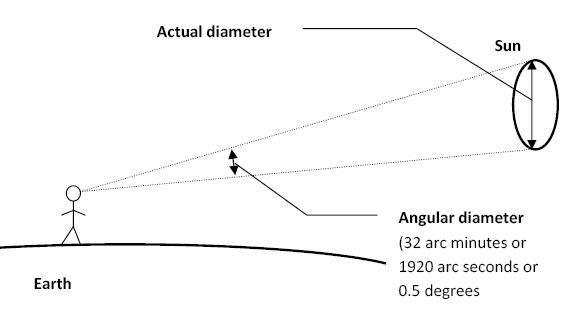 Actual diameter
Sun
Angular diameter
(32 arc minutes or
1920 arc seconds or
0.5 degrees
Earth